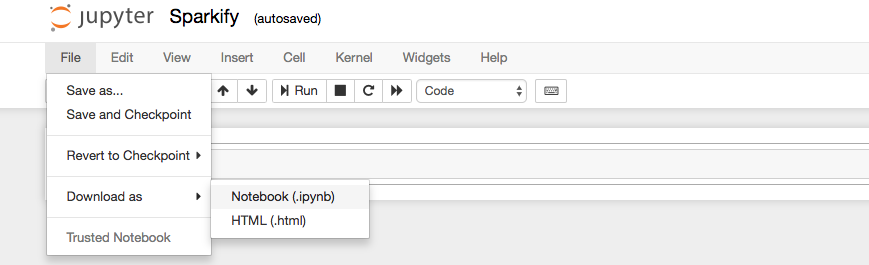 jupyter Sparkify (autosaved)
File Edit View Insert Cell Kernel Widgets Help
Run Code
Save as...
Save and Checkpoint
Revert to Checkpoint
Download as
Notebook (.ipynb)
HTML (.html)
Trusted Notebook